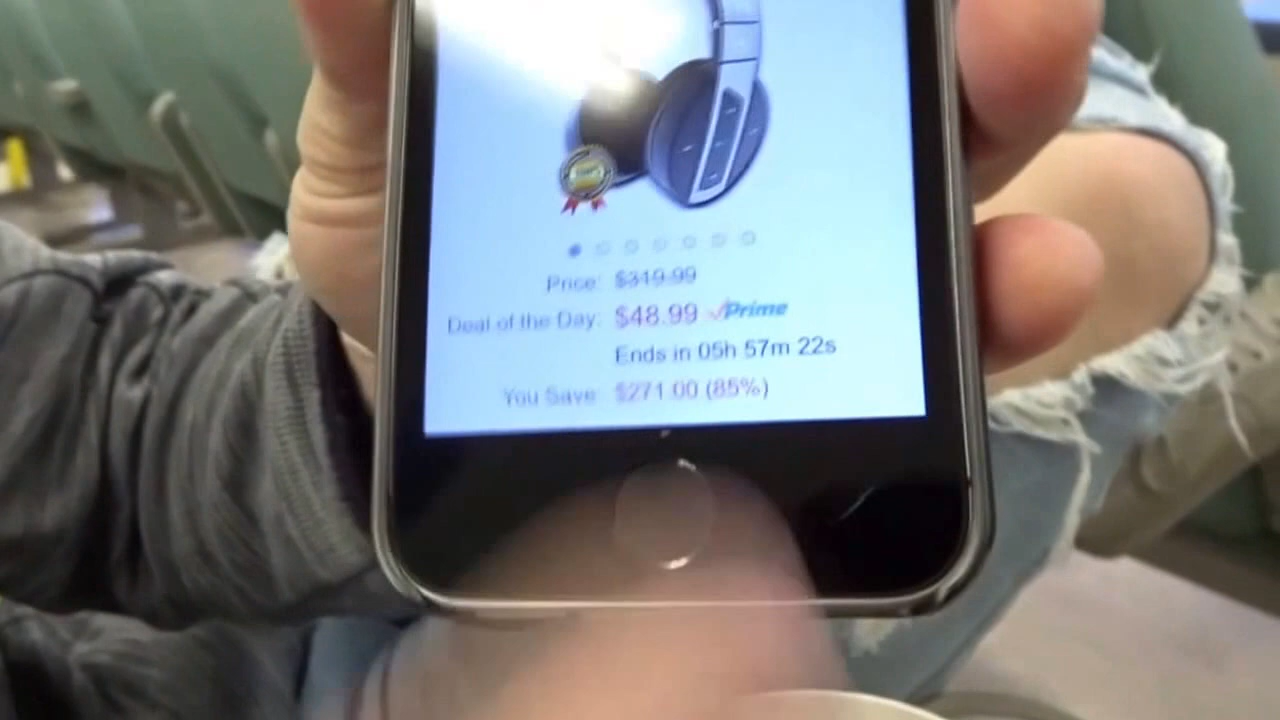 Price: $319.99
Deal of the Day: $48.99 Prime
Ends in 05h 57m 22s
You Save: $271.00 (85%)